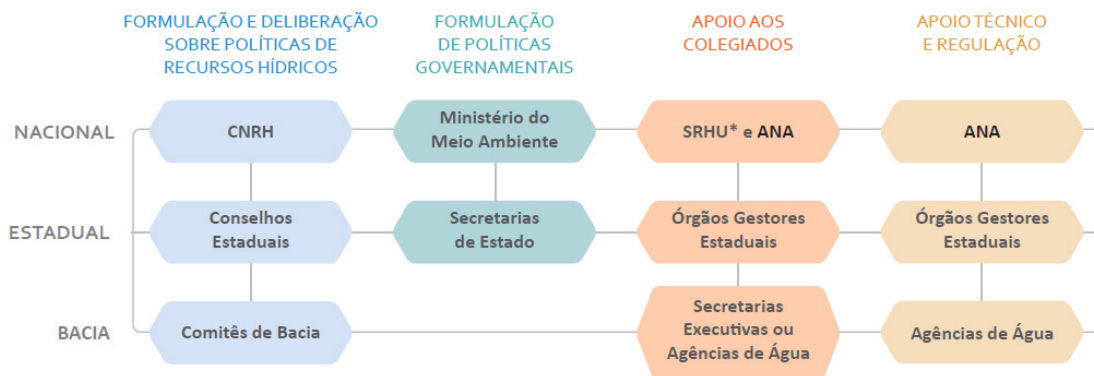 FORMULAÇÃO E DELIBERAÇÃO
SOBRE POLÍTICAS DE
RECURSOS HÍDRICOS
FORMULAÇÃO
DE POLÍTICAS
GOVERNAMENTAIS
APOIO AOS
COLEGIADOS
APOIO TÉCNICO
E REGULAÇÃO
NACIONAL
CNRH
Ministério do
Meio Ambiente
SRHU* e ANA
ANA
ESTADUAL
Conselhos
Estaduais
Secretarias
de Estado
Órgãos Gestores
Estaduais
Órgãos Gestores
Estaduais
BACIA
Comitês de Bacia
Secretarias
Executivas ou
Agências de Água
Agências de Água